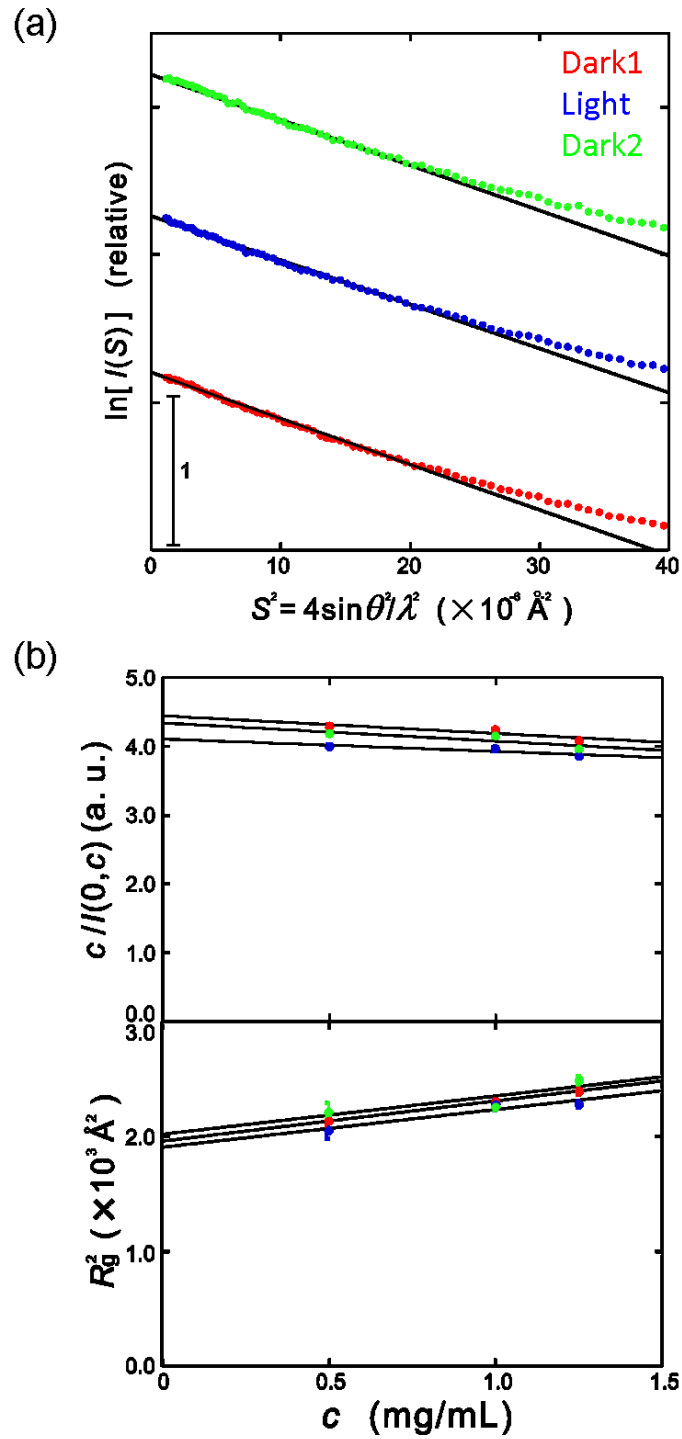 (a)
Dark1
Light
Dark2
ln[ I(S) ] (relative)
1
0 10 20 30 40
S² = 4sinθ²/λ² (×10⁻⁶ Å⁻²)
(b)
5.0
4.0
3.0
2.0
1.0
0.0
c/I(0,c) (a. u.)
3.0
2.0
1.0
0.0
Rg² (×10³ Å²)
0 0.5 1.0 1.5
c (mg/mL)